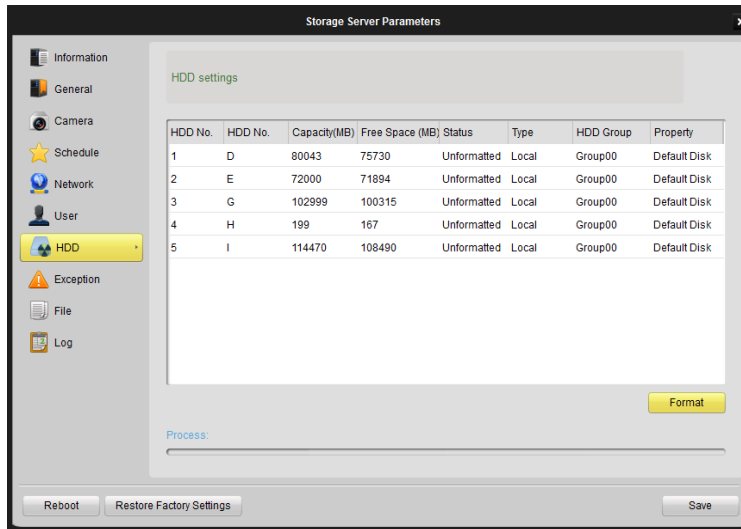 Storage Server Parameters
Information
General
Camera
Schedule
Network
User
HDD
Exception
File
Log
HDD settings
HDD No. HDD No. Capacity(MB) Free Space (MB) Status Type HDD Group Property
1 D 80043 75730 Unformatted Local Group00 Default Disk
2 E 72000 71894 Unformatted Local Group00 Default Disk
3 G 102999 100315 Unformatted Local Group00 Default Disk
4 H 199 167 Unformatted Local Group00 Default Disk
5 I 114470 108490 Unformatted Local Group00 Default Disk
Format
Process:
Reboot Restore Factory Settings Save